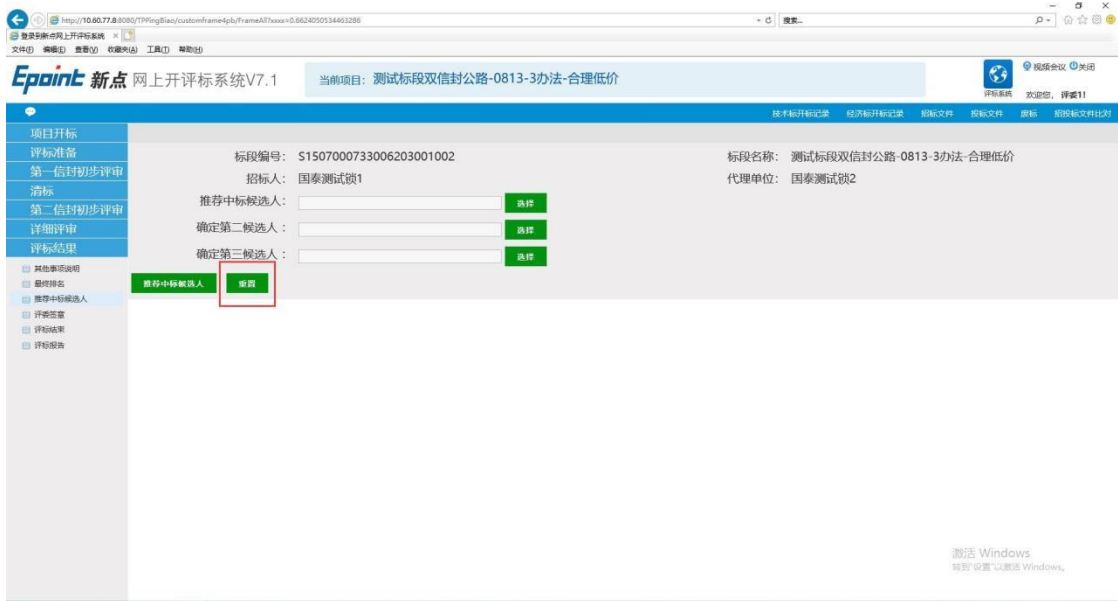 http://10.60.77.8:8080/TPPingBiao/custom​frame4pb/FrameAll?xxxx=0.6624050534463286
搜索...
登录到新点网上开评标系统
文件(F) 编辑(E) 查看(V) 收藏夹(A) 工具(T) 帮助(H)
Epoint 新点 网上开评标系统V7.1
当前项目：测试标段双信封公路-0813-3办法-合理低价
评标系统
视频会议 关闭
欢迎您，评委11
技术标开标记录 经济标开标记录 招标文件 投标文件 废标 招投标文件比对
项目开标
评标准备
第一信封初步评审
清标
第二信封初步评审
详细评审
评标结果
其他事项说明
最终排名
推荐中标候选人
评委签章
评标结束
评标报告
标段编号： S1507000733006203001002
标段名称： 测试标段双信封公路-0813-3办法-合理低价
招标人： 国泰测试锁1
代理单位： 国泰测试锁2
推荐中标候选人： 选择
确定第二候选人： 选择
确定第三候选人： 选择
推荐中标候选人 重置
激活 Windows
转到"设置"以激活 Windows。